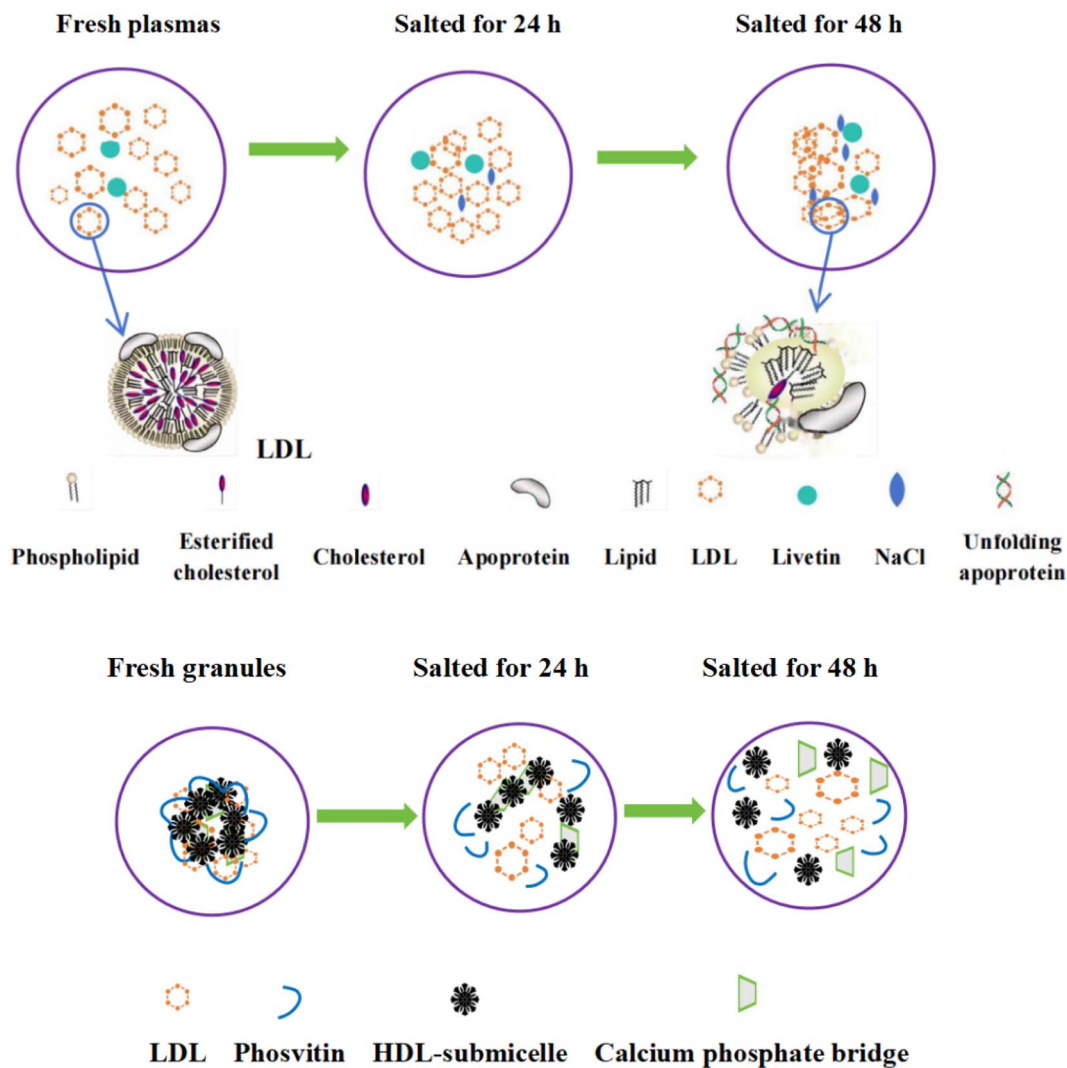 Fresh plasmas
Salted for 24 h
Salted for 48 h
LDL
Phospholipid
Esterified
cholesterol
Cholesterol
Apoprotein
Lipid
LDL
Livetin
NaCl
Unfolding
apoprotein
Fresh granules
Salted for 24 h
Salted for 48 h
LDL
Phosvitin
HDL-submicelle
Calcium phosphate bridge